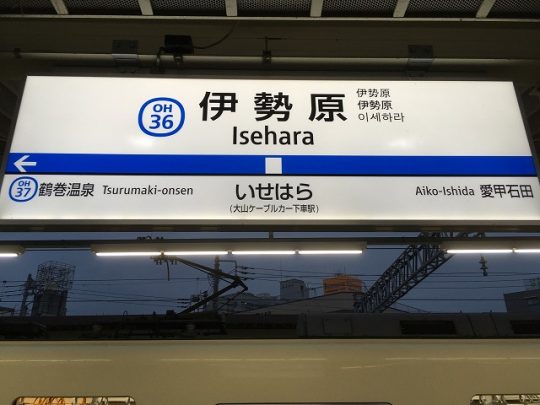 OH
36
伊勢原
Isehara
伊势原
伊勢原
이세하라
OH
37
鶴巻温泉 Tsurumaki-onsen
いせはら
(大山ケーブルカー下車駅)
Aiko-Ishida 愛甲石田